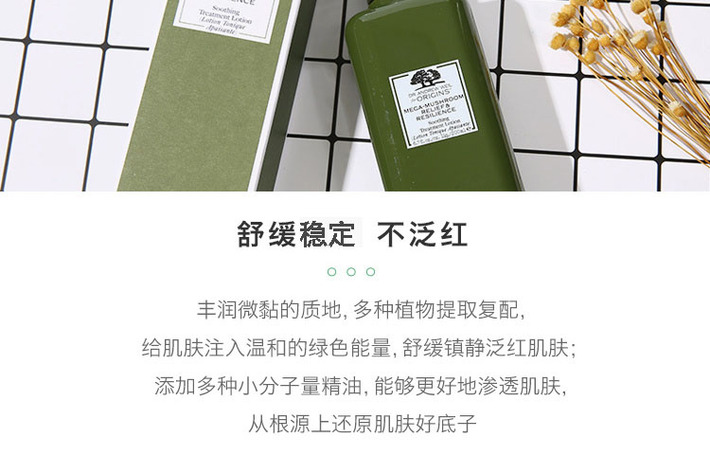 Soothing
Treatment Lotion
Lotion Tonique
Apaisante
DR. ANDREW WEIL
for ORIGINS
MEGA-MUSHROOM
RELIEF &
RESILIENCE
Soothing
Treatment Lotion
Lotion Tonique Apaisante
舒缓稳定 不泛红
丰润微黏的质地, 多种植物提取复配,
给肌肤注入温和的绿色能量, 舒缓镇静泛红肌肤;
添加多种小分子量精油, 能够更好地渗透肌肤,
从根源上还原肌肤好底子